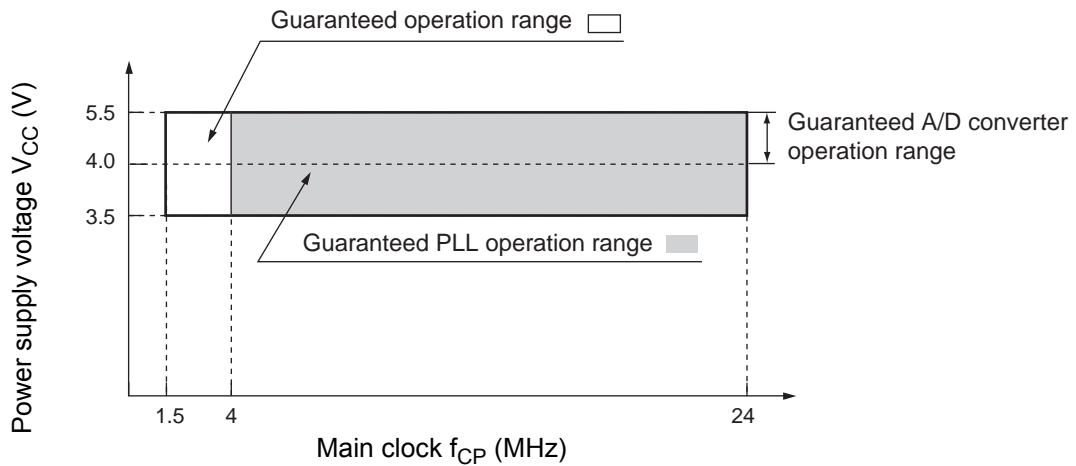 Guaranteed operation range
Power supply voltage VCC (V)
5.5
4.0
3.5
Guaranteed A/D converter
operation range
Guaranteed PLL operation range
1.5
4
24
Main clock fCP (MHz)